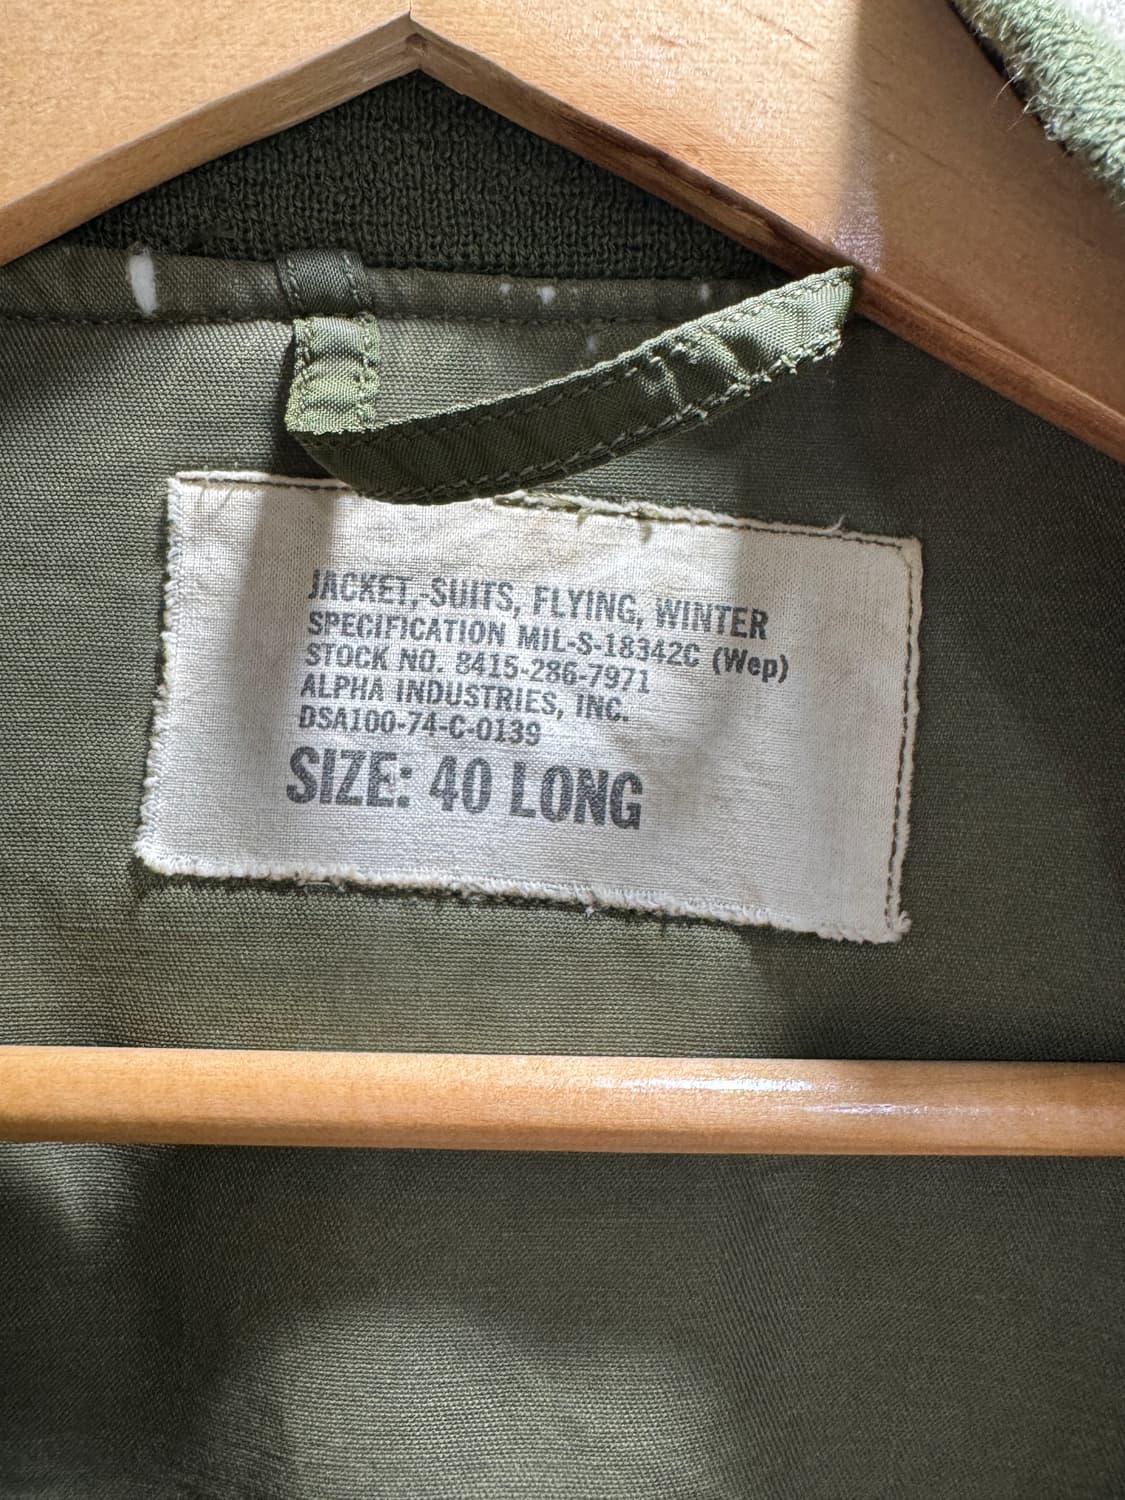 JACKET,-SUITS, FLYING, WINTER
SPECIFICATION MIL-S-18342C (Wep)
STOCK NO. 8415-286-7971
ALPHA INDUSTRIES, INC.
DSA100-74-C-0139
SIZE: 40 LONG